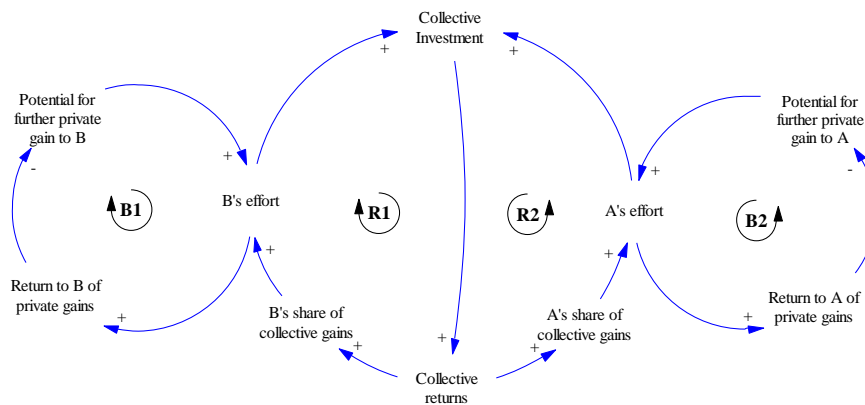 Collective
Investment
+
+
Potential for
further private
gain to B
Potential for
further private
gain to A
+
+
-
-
B1
B's effort
R1
R2
A's effort
B2
+
+
Return to B of
private gains
+
B's share of
collective gains
A's share of
collective gains
Return to A of
private gains
+
+
+
+
Collective
returns